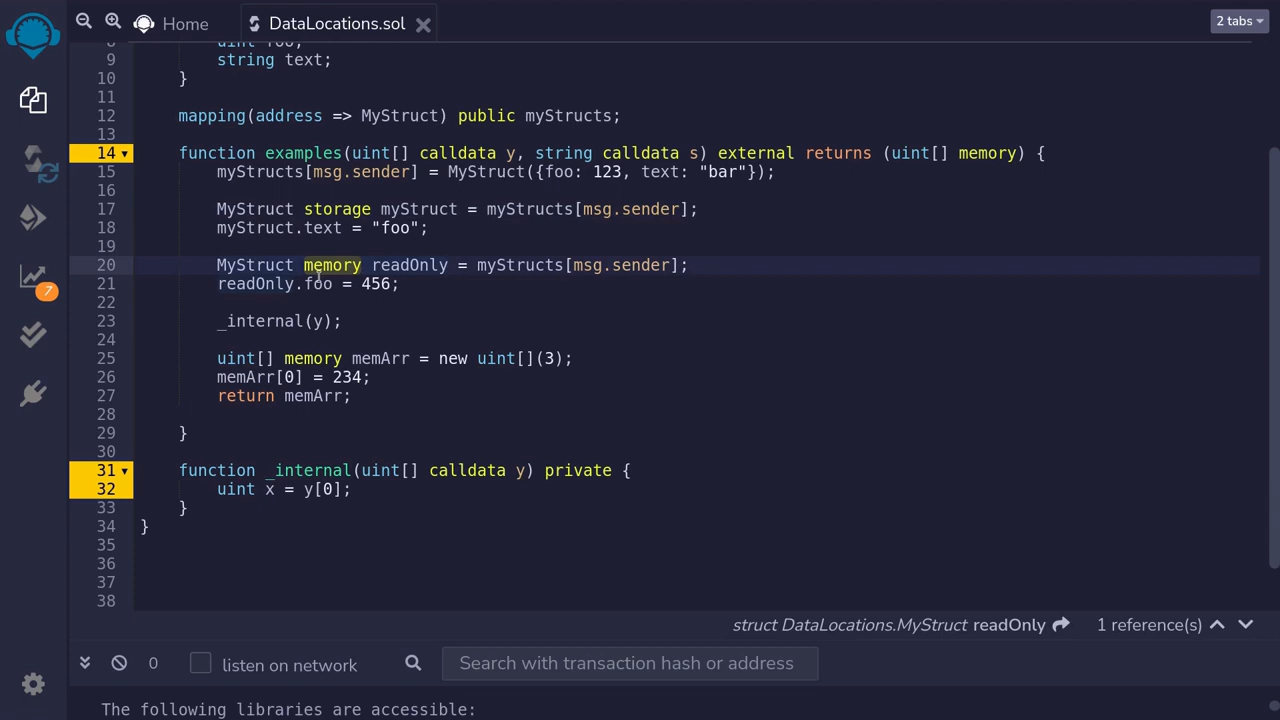 Home
DataLocations.sol
2 tabs
8 uint foo;
9 string text;
10 }
11
12 mapping(address => MyStruct) public myStructs;
13
14 function examples(uint[] calldata y, string calldata s) external returns (uint[] memory) {
15 myStructs[msg.sender] = MyStruct({foo: 123, text: "bar"});
16
17 MyStruct storage myStruct = myStructs[msg.sender];
18 myStruct.text = "foo";
19
20 MyStruct memory readOnly = myStructs[msg.sender];
21 readOnly.foo = 456;
22
23 _internal(y);
24
25 uint[] memory memArr = new uint[](3);
26 memArr[0] = 234;
27 return memArr;
28
29 }
30
31 function _internal(uint[] calldata y) private {
32 uint x = y[0];
33 }
34 }
35
36
37
38
7
struct DataLocations.MyStruct readOnly 1 reference(s)
0 listen on network Search with transaction hash or address
The following libraries are accessible: